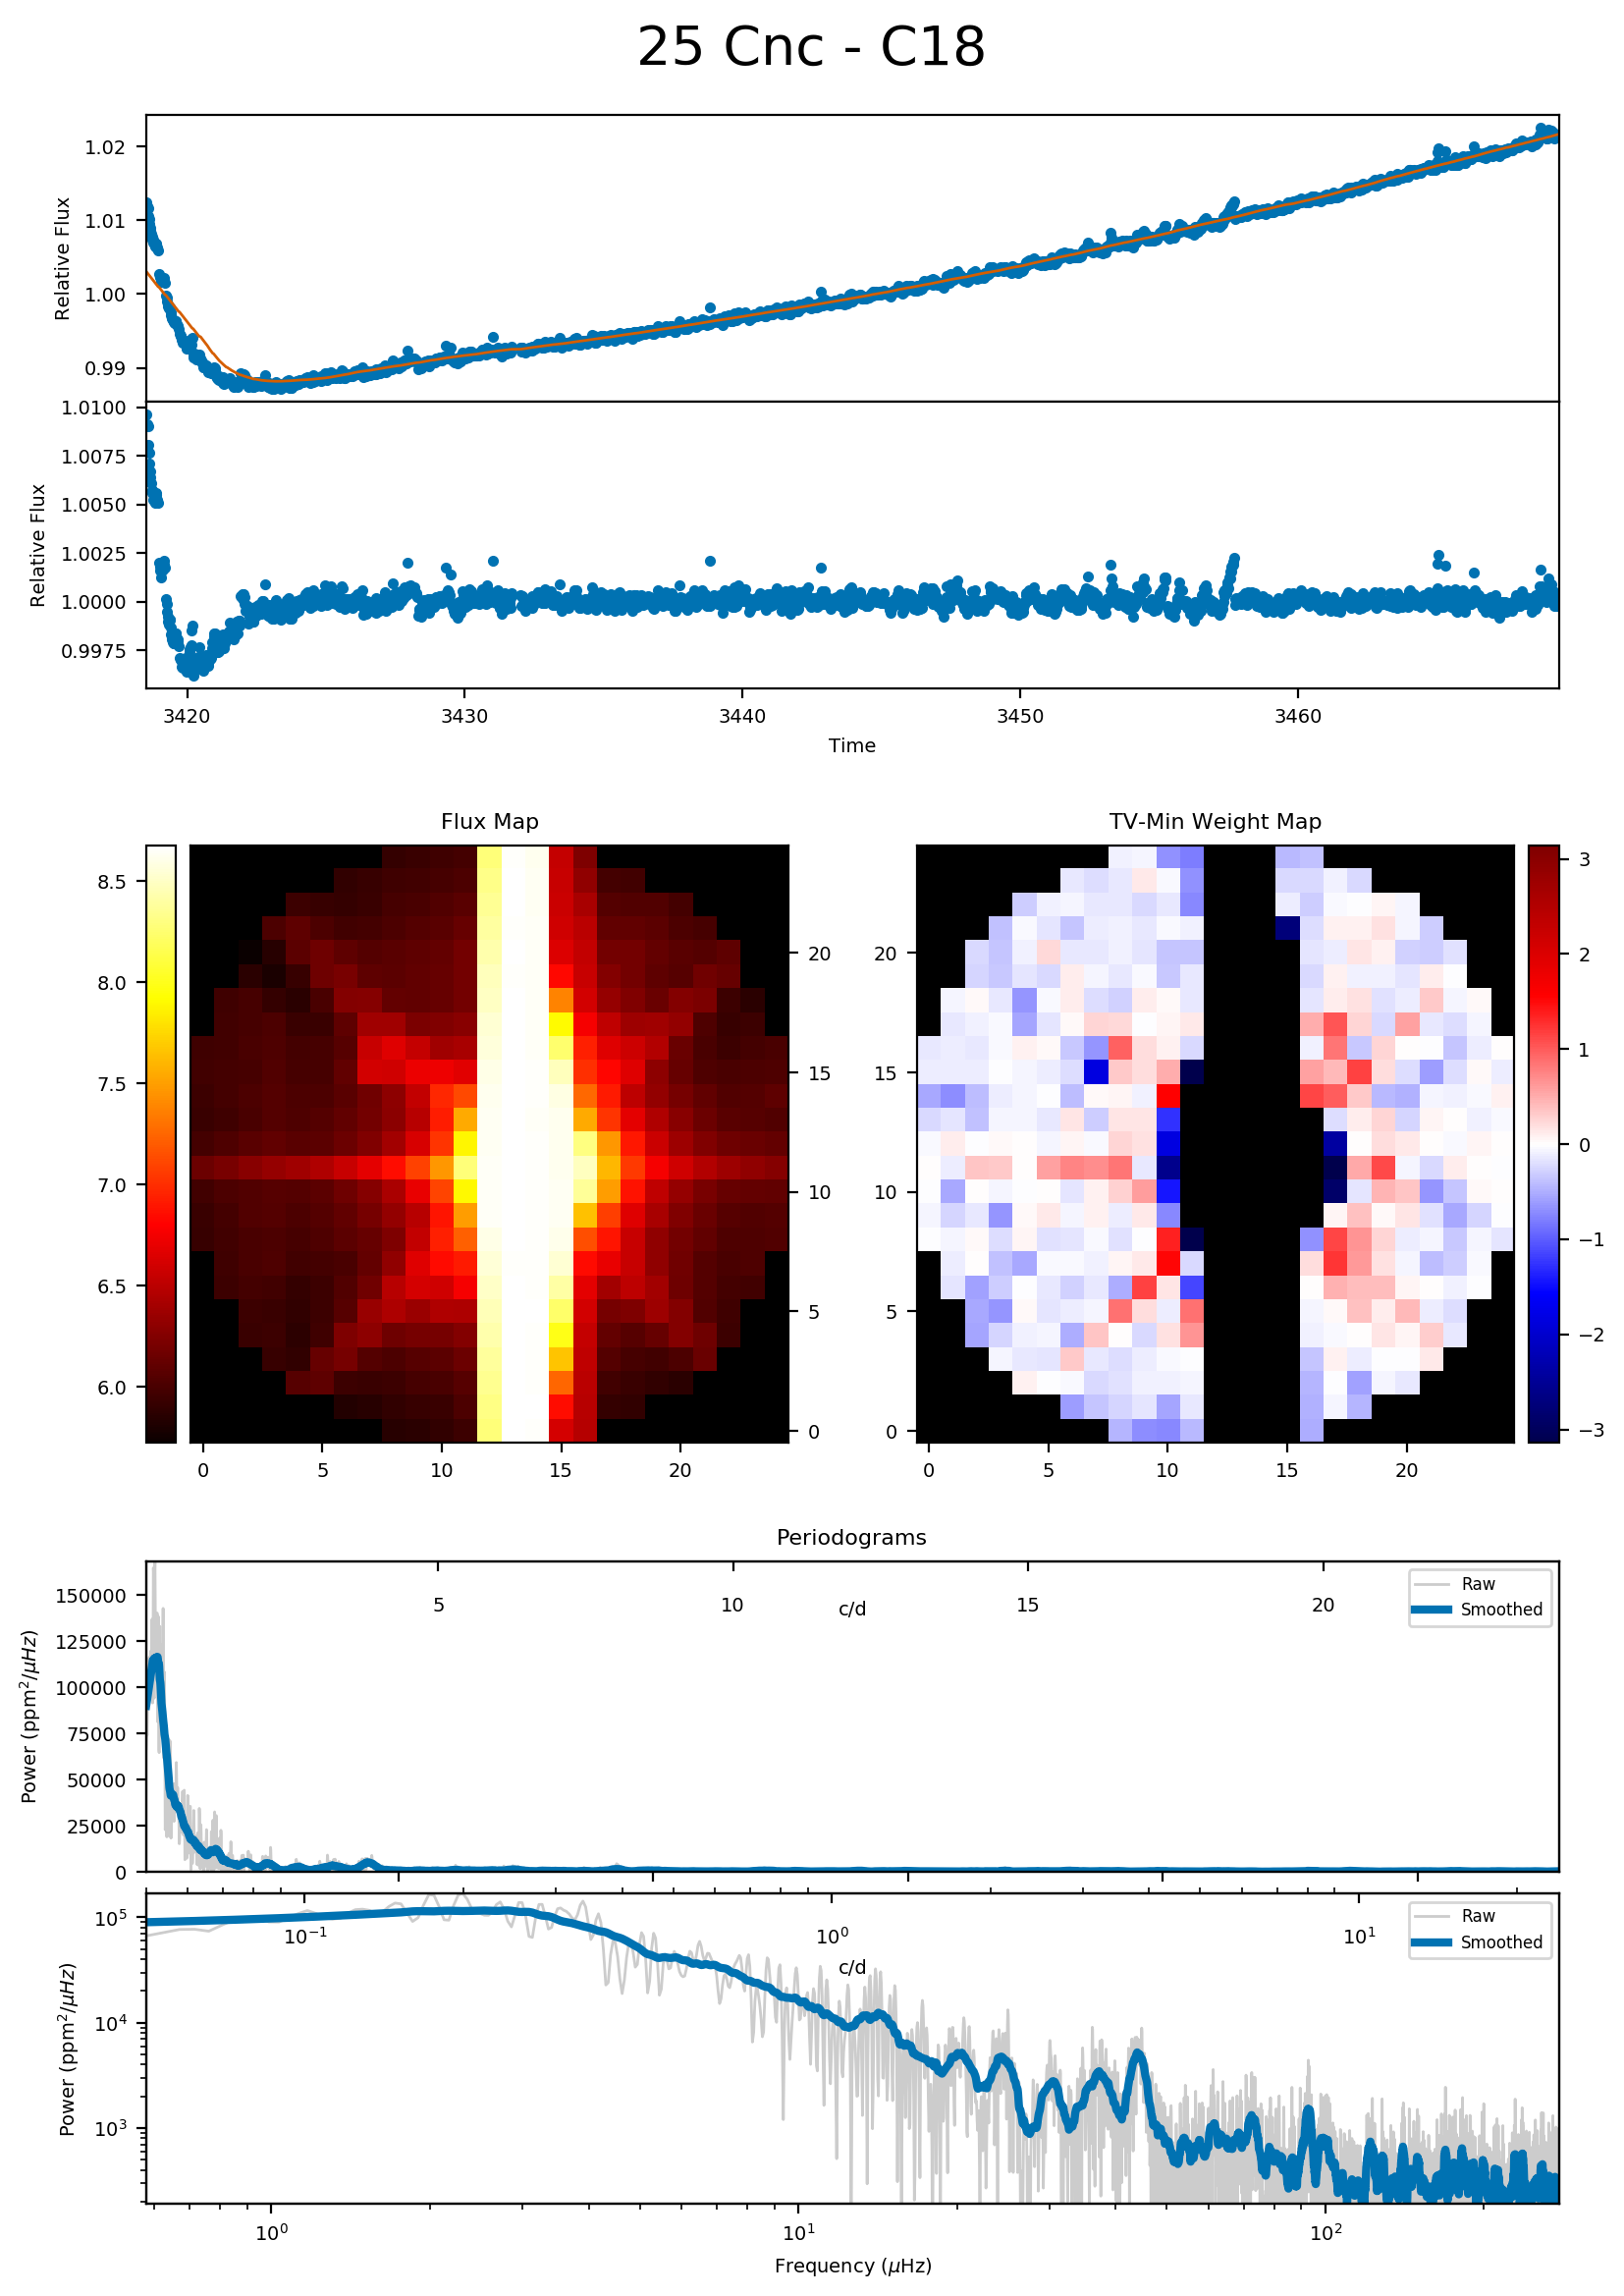 25 Cnc - C18
Relative Flux
1.02
1.01
1.00
0.99
Relative Flux
1.0100
1.0075
1.0050
1.0025
1.0000
0.9975
3420 3430 3440 3450 3460
Time
Flux Map
8.5
8.0
7.5
7.0
6.5
6.0
20
15
10
5
0
0 5 10 15 20
TV-Min Weight Map
20
15
10
5
0
0 5 10 15 20
3
2
1
0
−1
−2
−3
Periodograms
Power (ppm²/μHz)
150000
125000
100000
75000
50000
25000
0
5 10 15 20
c/d
Raw
Smoothed
Power (ppm²/μHz)
10⁵
10⁴
10³
10⁻¹ 10⁰ 10¹
c/d
Raw
Smoothed
10⁰ 10¹ 10²
Frequency (μHz)